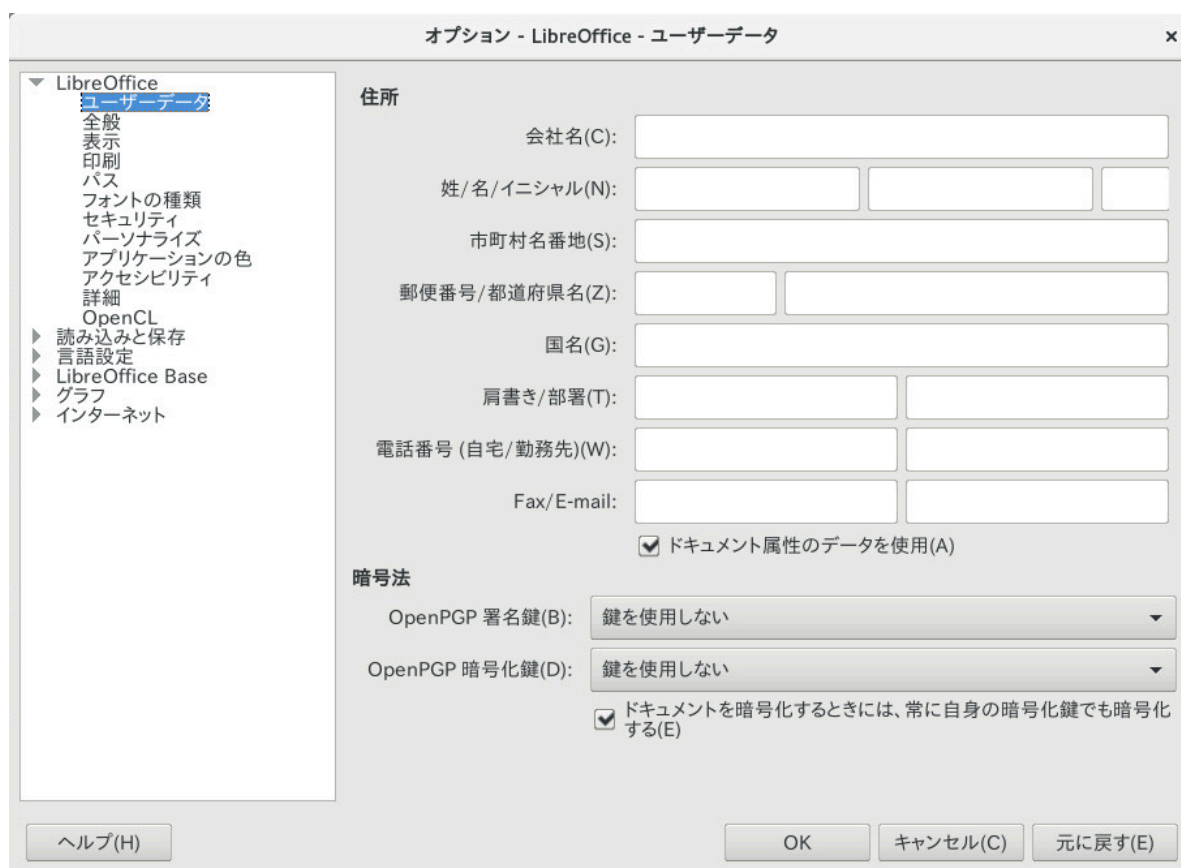 オプション - LibreOffice - ユーザーデータ
×
LibreOffice
ユーザーデータ
全般
表示
印刷
パス
フォントの種類
セキュリティ
パーソナライズ
アプリケーションの色
アクセシビリティ
詳細
OpenCL
読み込みと保存
言語設定
LibreOffice Base
グラフ
インターネット
住所
会社名(C):
姓/名/イニシャル(N):
市町村名番地(S):
郵便番号/都道府県名(Z):
国名(G):
肩書き/部署(T):
電話番号 (自宅/勤務先)(W):
Fax/E-mail:
ドキュメント属性のデータを使用(A)
暗号法
OpenPGP 署名鍵(B): 鍵を使用しない
OpenPGP 暗号化鍵(D): 鍵を使用しない
ドキュメントを暗号化するときには、常に自身の暗号化鍵でも暗号化
する(E)
ヘルプ(H) OK キャンセル(C) 元に戻す(E)